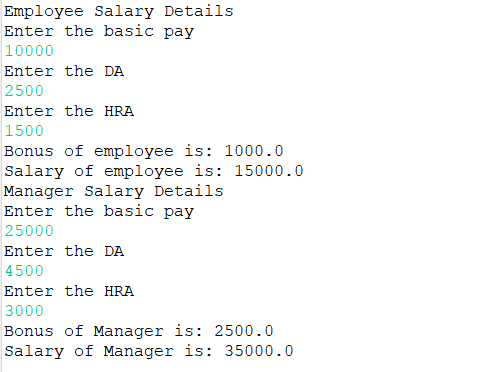 Employee Salary Details
Enter the basic pay
10000
Enter the DA
2500
Enter the HRA
1500
Bonus of employee is: 1000.0
Salary of employee is: 15000.0
Manager Salary Details
Enter the basic pay
25000
Enter the DA
4500
Enter the HRA
3000
Bonus of Manager is: 2500.0
Salary of Manager is: 35000.0